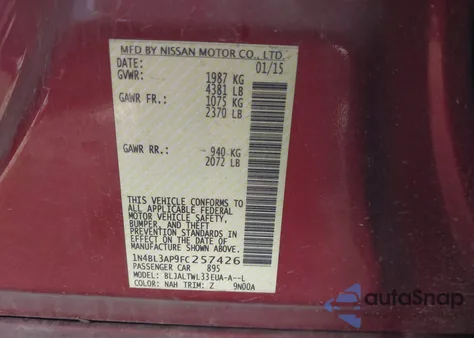 MFD BY NISSAN MOTOR CO., LTD.
DATE: 01/15
GVWR: 1987 KG
4381 LB
GAWR FR.: 1075 KG
2370 LB
GAWR RR.: 940 KG
2072 LB
THIS VEHICLE CONFORMS TO
ALL APPLICABLE FEDERAL
MOTOR VEHICLE SAFETY,
BUMPER, AND THEFT
PREVENTION STANDARDS IN
EFFECT ON THE DATE OF
MANUFACTURE SHOWN ABOVE.
1N4BL3AP9FC257426
PASSENGER CAR 895
MODEL: BLJALTWL33EUA-A--L
COLOR: NAH TRIM: Z 9N00A
autoSnap